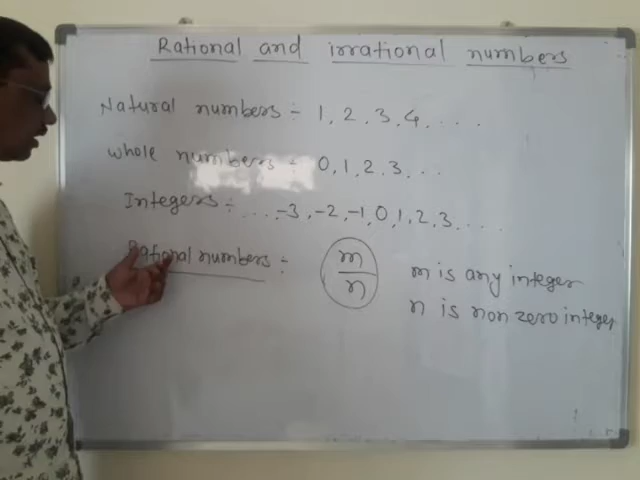 Rational and irrational numbers
Natural numbers ÷ 1, 2, 3, 4, ....
Whole numbers ÷ 0, 1, 2, 3, ...
Integers ÷ ...., -3, -2, -1, 0, 1, 2, 3, ....
Rational numbers ÷ m/n m is any integer
n is non zero integer